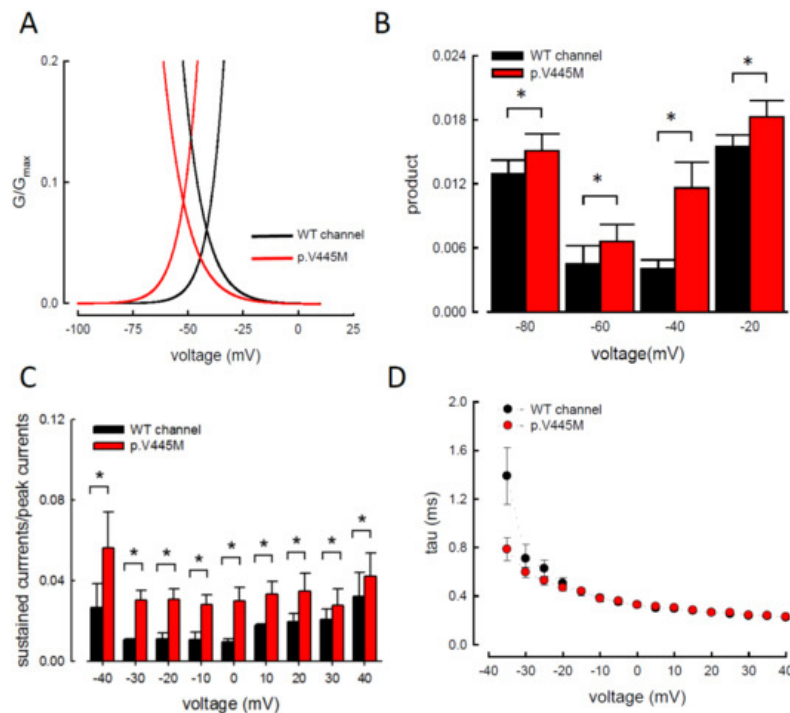 A
G/Gmax
0.2
0.1
0.0
WT channel
p.V445M
-100 -75 -50 -25 0 25
voltage (mV)
B
product
0.024
0.018
0.012
0.006
0.000
WT channel
p.V445M
* * * *
-80 -60 -40 -20
voltage(mV)
C
sustained currrents/peak currents
0.12
0.08
0.04
0.00
WT channel
p.V445M
* * * * * * * * *
-40 -30 -20 -10 0 10 20 30 40
voltage (mV)
D
tau (ms)
2.0
1.6
1.2
0.8
0.4
0.0
WT channel
p.V445M
-40 -30 -20 -10 0 10 20 30 40
voltage (mV)